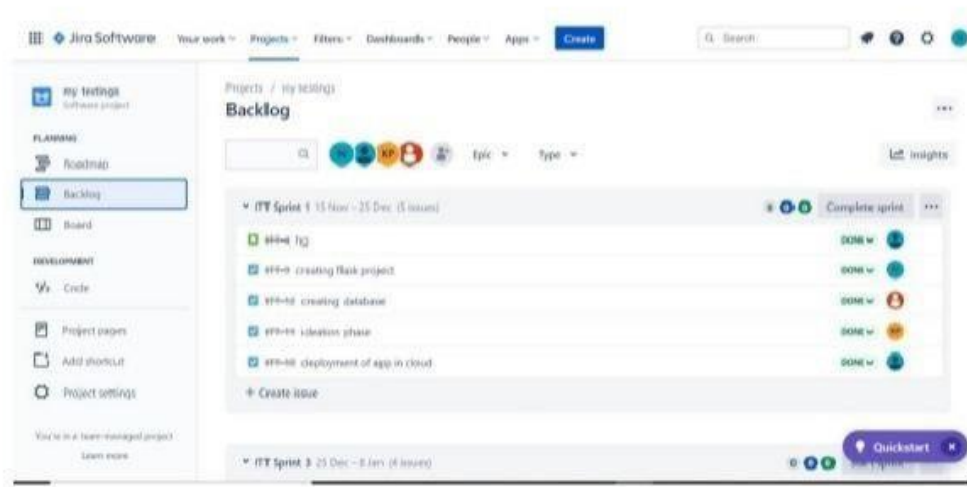 Jira Software Your work Projects Filters Dashboards People Apps Create Search
my testings
Software project
Projects / my testings
Backlog
PLANNING
Roadmap
Backlog
Board
KP
Epic Type
Insights
ITT Sprint 1 15 Nov – 25 Dec (5 issues) Complete sprint
hg DONE
creating flask project DONE
creating database DONE
ideation phase DONE KP
deployment of app in cloud DONE
+ Create issue
DEVELOPMENT
Code
Project pages
Add shortcut
Project settings
You're in a team-managed project
Learn more
Quickstart
ITT Sprint 3 25 Dec – 8 Jan (4 issues)